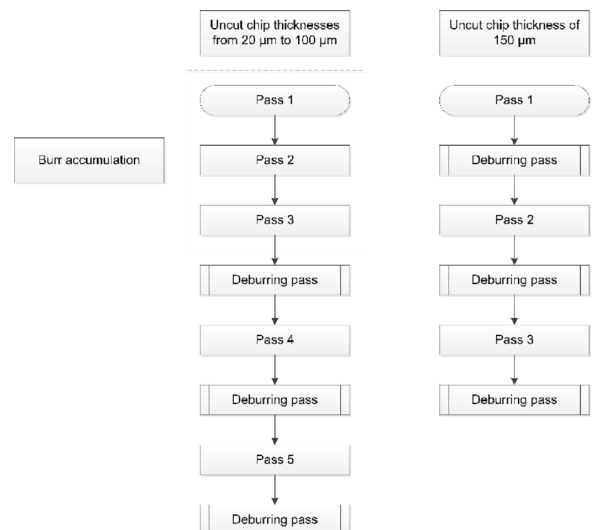 Uncut chip thicknesses
from 20 µm to 100 µm
Uncut chip thickness of
150 µm
Pass 1
Pass 1
Burr accumulation
Pass 2
Deburring pass
Pass 3
Pass 2
Deburring pass
Deburring pass
Pass 4
Pass 3
Deburring pass
Deburring pass
Pass 5
Deburring pass